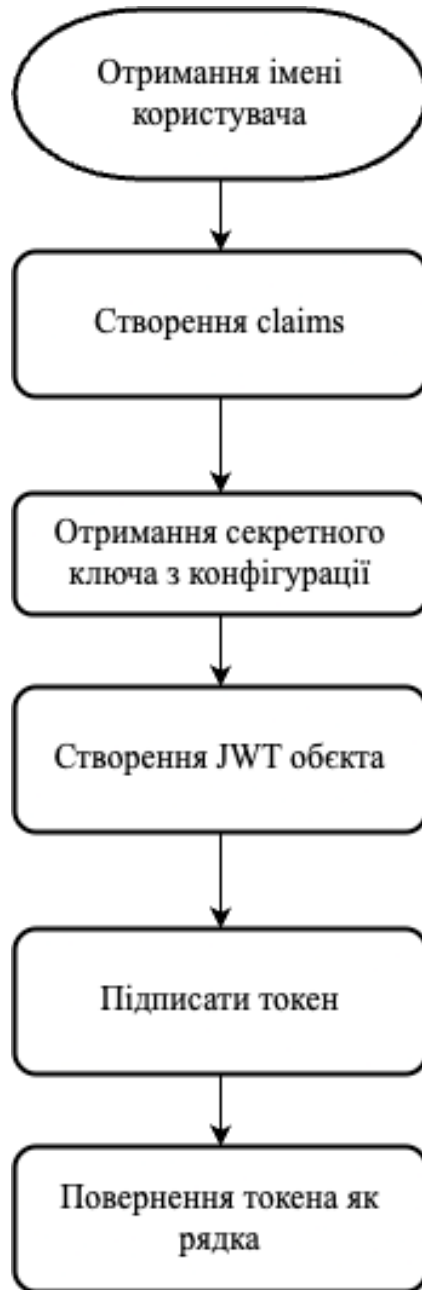 Отримання імені
користувача
Створення claims
Отримання секретного
ключа з конфігурації
Створення JWT обєкта
Підписати токен
Повернення токена як
рядка